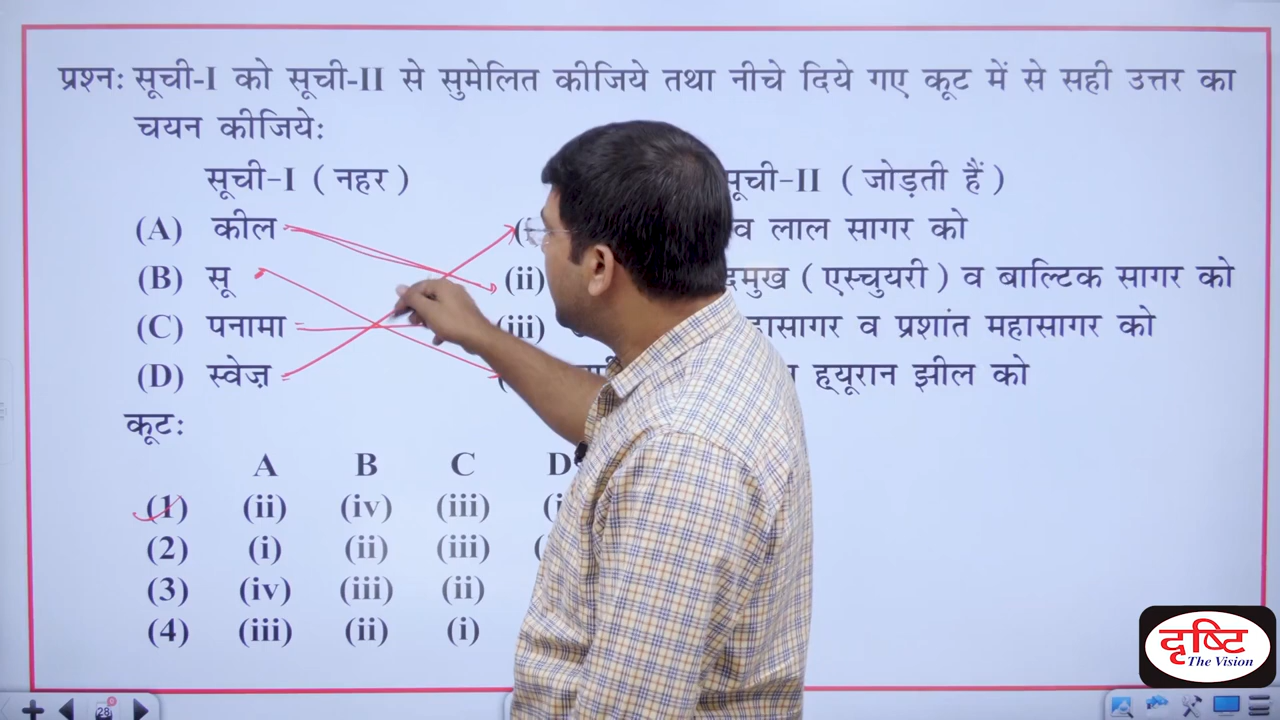 प्रश्नः सूची-I को सूची-II से सुमेलित कीजिये तथा नीचे दिये गए कूट में से सही उत्तर का
चयन कीजियेः
सूची-I ( नहर ) सूची-II ( जोड़ती हैं )
(A) कील व लाल सागर को
(B) सू (ii) ( एस्चुयरी ) व बाल्टिक सागर को
(C) पनामा (iii) व प्रशांत महासागर को
(D) स्वेज़ ह्यूरान झील को
कूटः
A B C D
(1) (ii) (iv) (iii)
(2) (i) (ii) (iii)
(3) (iv) (iii) (ii)
(4) (iii) (ii) (i)
दृष्टि
The Vision
28